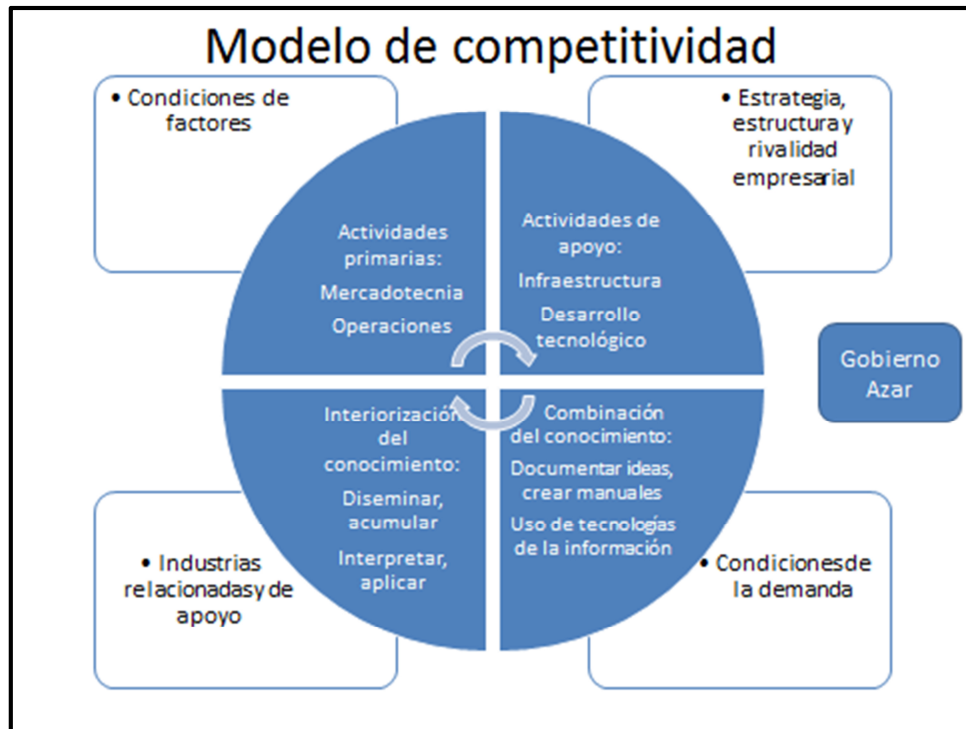 Modelo de competitividad
• Condiciones de
factores
• Estrategia,
estructura y
rivalidad
empresarial
Actividades
primarias:
Mercadotecnia
Operaciones
Actividades de
apoyo:
Infraestructura
Desarrollo
tecnológico
Gobierno
Azar
Interiorización
del
conocimiento:
Diseminar,
acumular
Interpretar,
aplicar
Combinación
del conocimiento:
Documentar ideas,
crear manuales
Uso de tecnologías
de la información
• Industrias
relacionadas y de
apoyo
• Condiciones de
la demanda